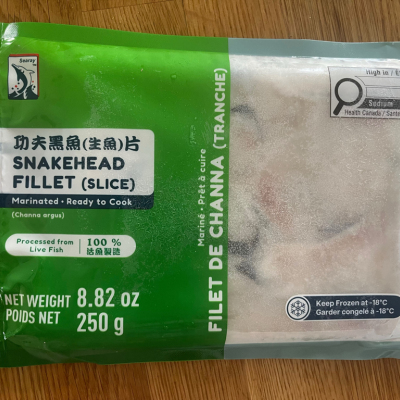 Searay
功夫黑魚(生魚)片
SNAKEHEAD
FILLET (SLICE)
Marinated • Ready to Cook
(Channa argus)
Processed from
Live Fish
100 %
活魚製造
NET WEIGHT 8.82 oz
POIDS NET 250 g
FILET DE CHANNA (TRANCHE)
Mariné • Prêt à cuire
High in /
Sodium
Health Canada / Santé
Keep Frozen at -18°C
Garder congelé à -18°C